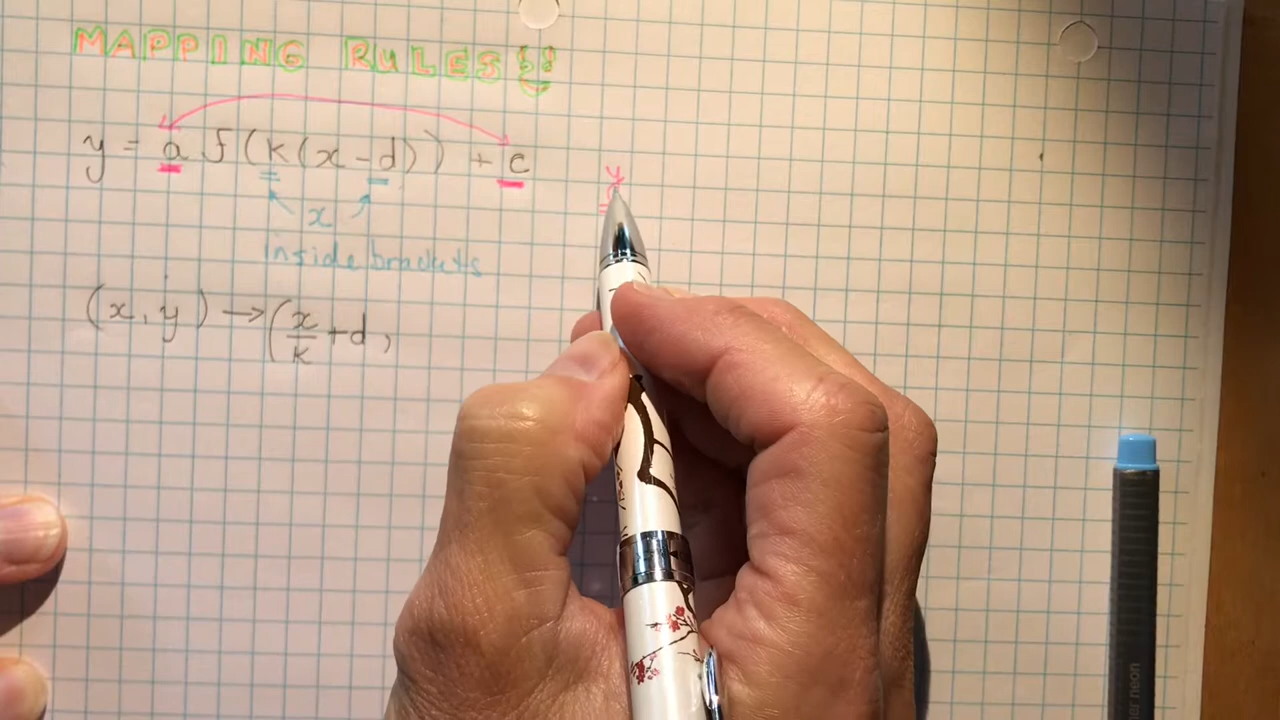 MAPPING RULES!!
y = a f(k(x-d)) + c
y
x
inside brackets
(x, y) → (x/k + d,